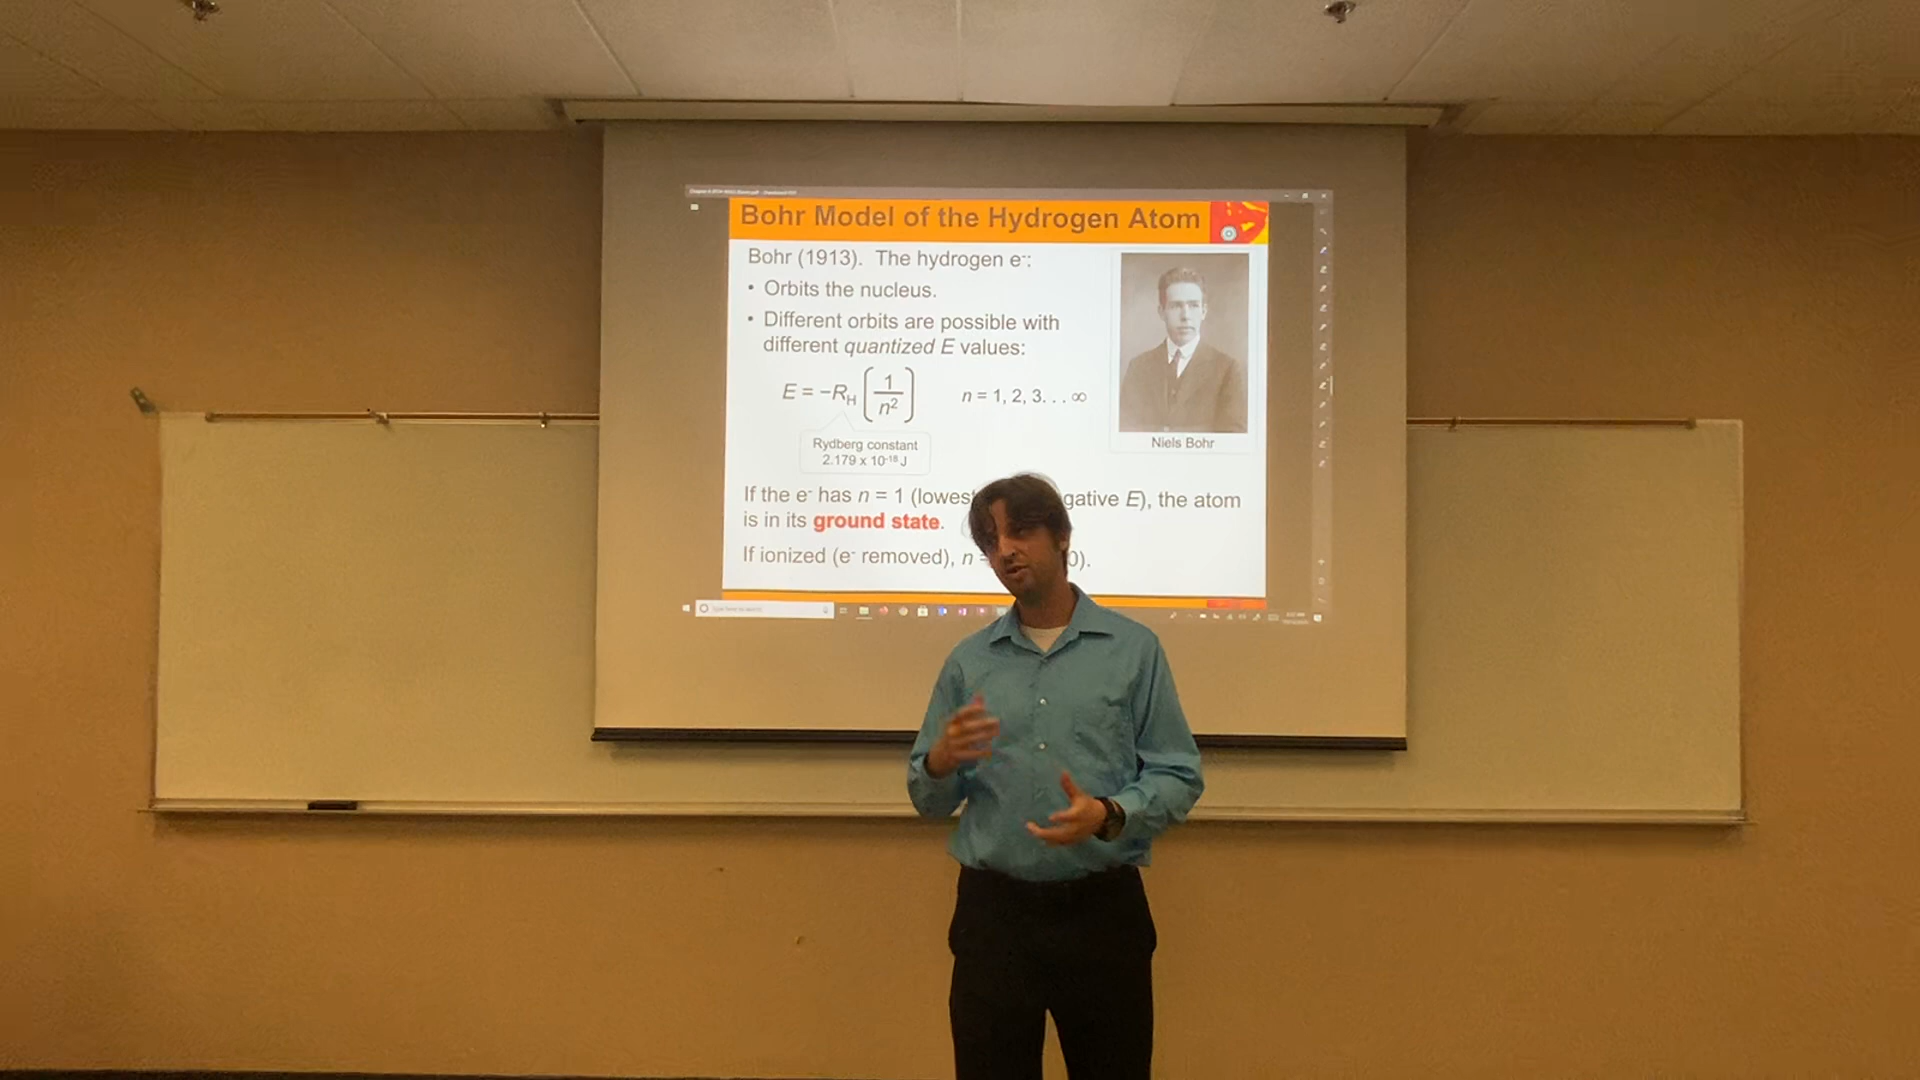 Bohr Model of the Hydrogen Atom
Bohr (1913). The hydrogen e⁻:
• Orbits the nucleus.
• Different orbits are possible with
different quantized E values:
E = −R_H (1/n²) n = 1, 2, 3. . . ∞
Rydberg constant
2.179 x 10⁻¹⁸ J
Niels Bohr
If the e⁻ has n = 1 (lowes gative E), the atom
is in its ground state.
If ionized (e⁻ removed), n = 0).